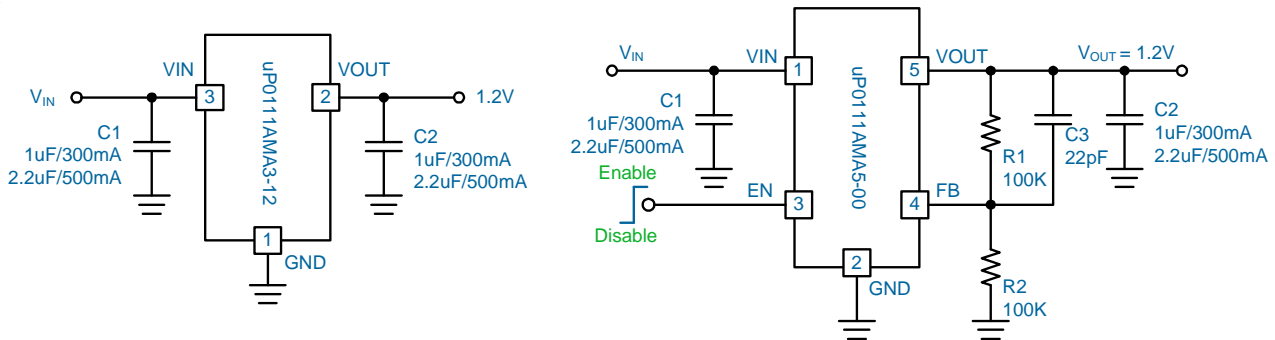 VIN
VIN
3
C1
1uF/300mA
2.2uF/500mA
uP0111AMA3-12
VOUT
2
1.2V
C2
1uF/300mA
2.2uF/500mA
1
GND
VIN
VIN
1
C1
1uF/300mA
2.2uF/500mA
Enable
Disable
EN
3
uP0111AMA5-00
VOUT
5
VOUT = 1.2V
R1
100K
C3
22pF
C2
1uF/300mA
2.2uF/500mA
4
FB
R2
100K
2
GND